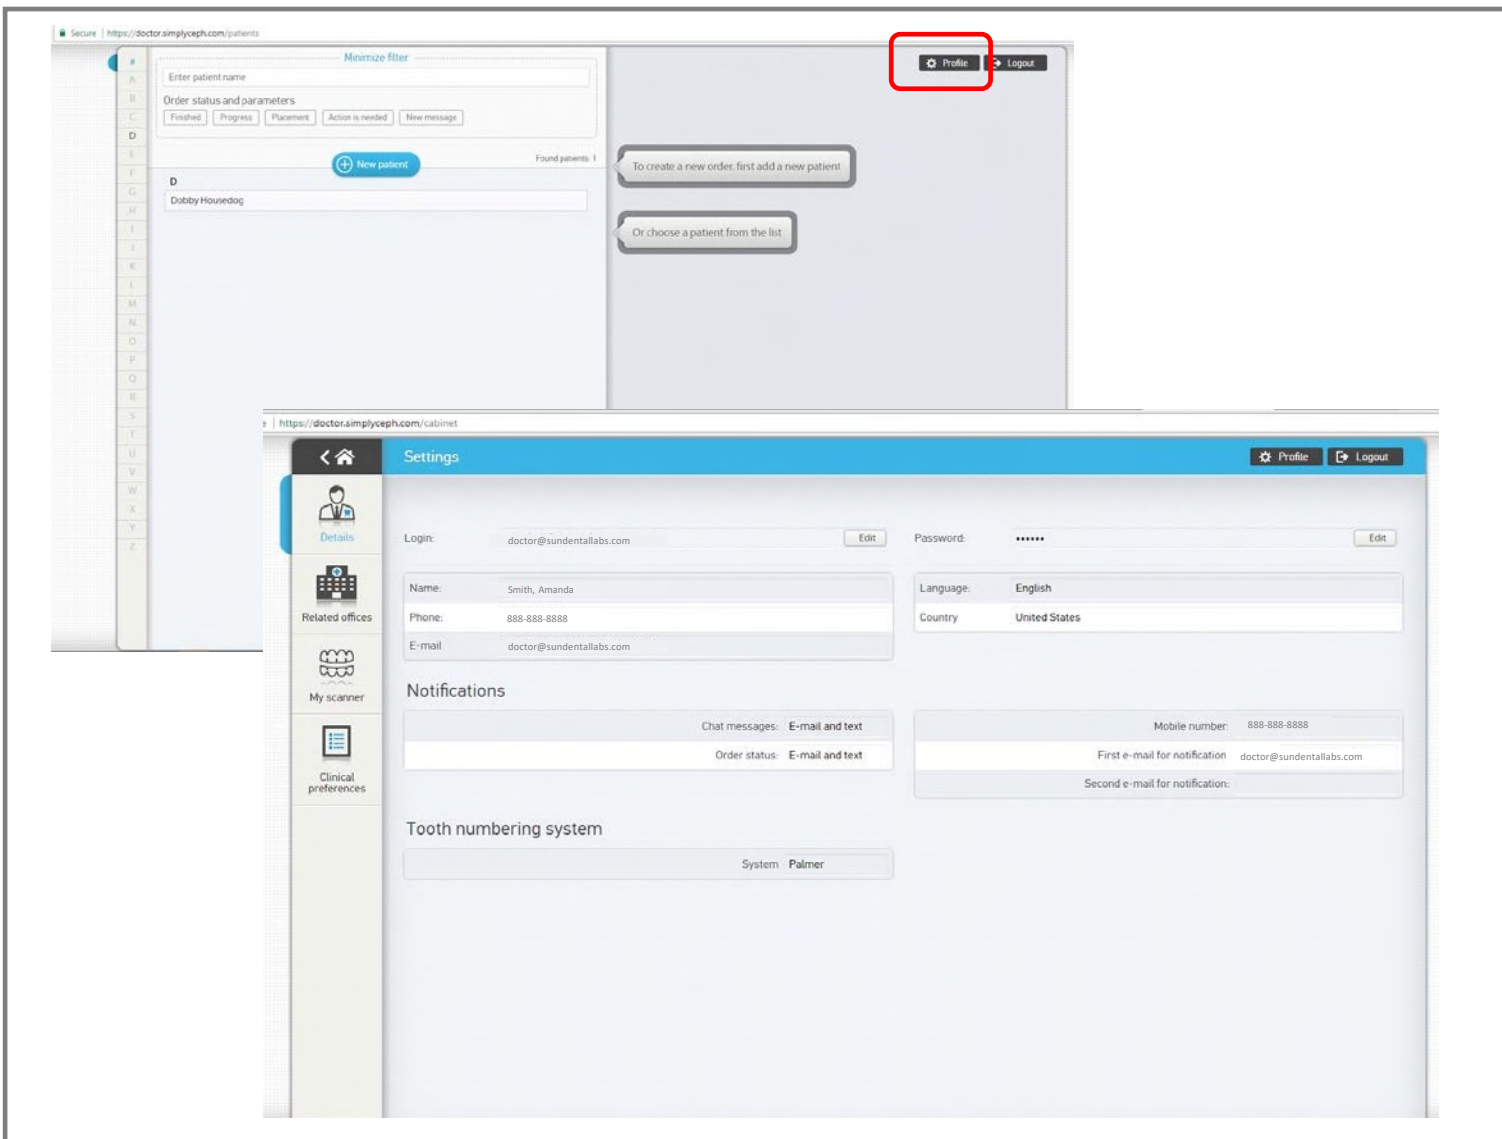 Secure | https://doctor.simplyceph.com/patients
Minimize filter
Enter patient name
Order status and parameters
Finished Progress Placement Action is needed New message
New patient
Found patients: 1
D
Dobby Housedog
#
A
B
C
D
E
F
G
H
I
J
K
L
M
N
O
P
Q
R
S
T
U
V
W
X
Y
Z
Profile Logout
To create a new order, first add a new patient
Or choose a patient from the list
https://doctor.simplyceph.com/cabinet
Settings
Profile Logout
Details
Related offices
My scanner
Clinical
preferences
Login: doctor@sundentallabs.com Edit
Password: •••••• Edit
Name: Smith, Amanda
Phone: 888-888-8888
E-mail doctor@sundentallabs.com
Language: English
Country United States
Notifications
Chat messages: E-mail and text
Order status: E-mail and text
Mobile number: 888-888-8888
First e-mail for notification doctor@sundentallabs.com
Second e-mail for notification:
Tooth numbering system
System Palmer